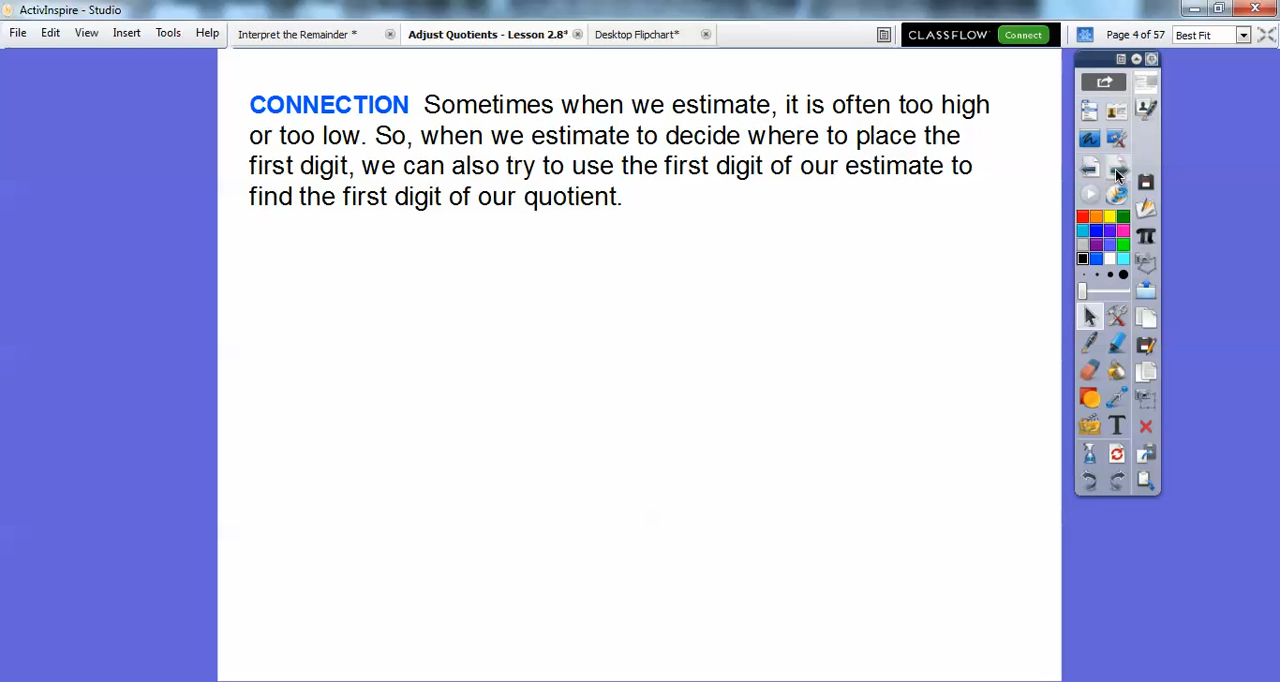 ActivInspire - Studio
File Edit View Insert Tools Help
Interpret the Remainder *
Adjust Quotients - Lesson 2.8*
Desktop Flipchart*
CLASSFLOW Connect
Page 4 of 57
Best Fit
CONNECTION Sometimes when we estimate, it is often too high
or too low. So, when we estimate to decide where to place the
first digit, we can also try to use the first digit of our estimate to
find the first digit of our quotient.